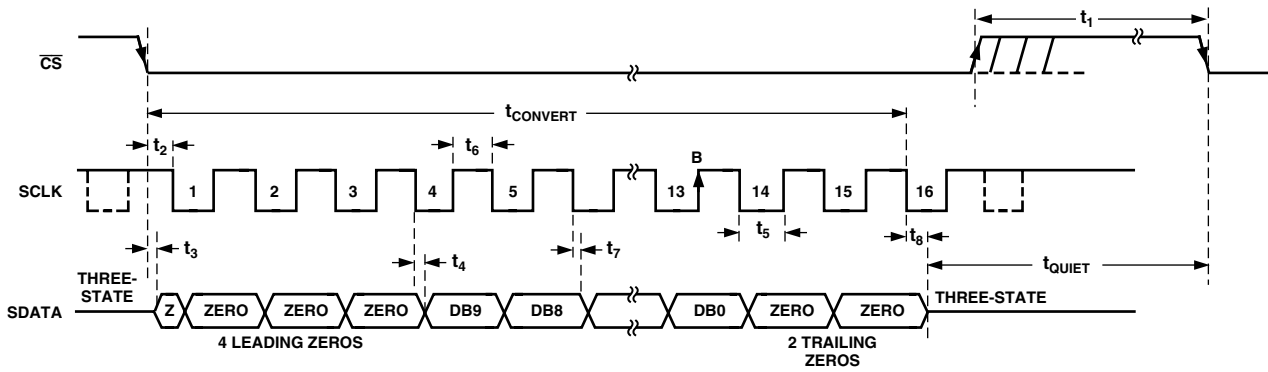 t1
CS
tCONVERT
t2
t6
B
SCLK
1
2
3
4
5
13
14
15
16
t3
t4
t7
t5
t8
tQUIET
THREE-
STATE
THREE-STATE
SDATA
Z
ZERO
ZERO
ZERO
DB9
DB8
DB0
ZERO
ZERO
4 LEADING ZEROS
2 TRAILING
ZEROS